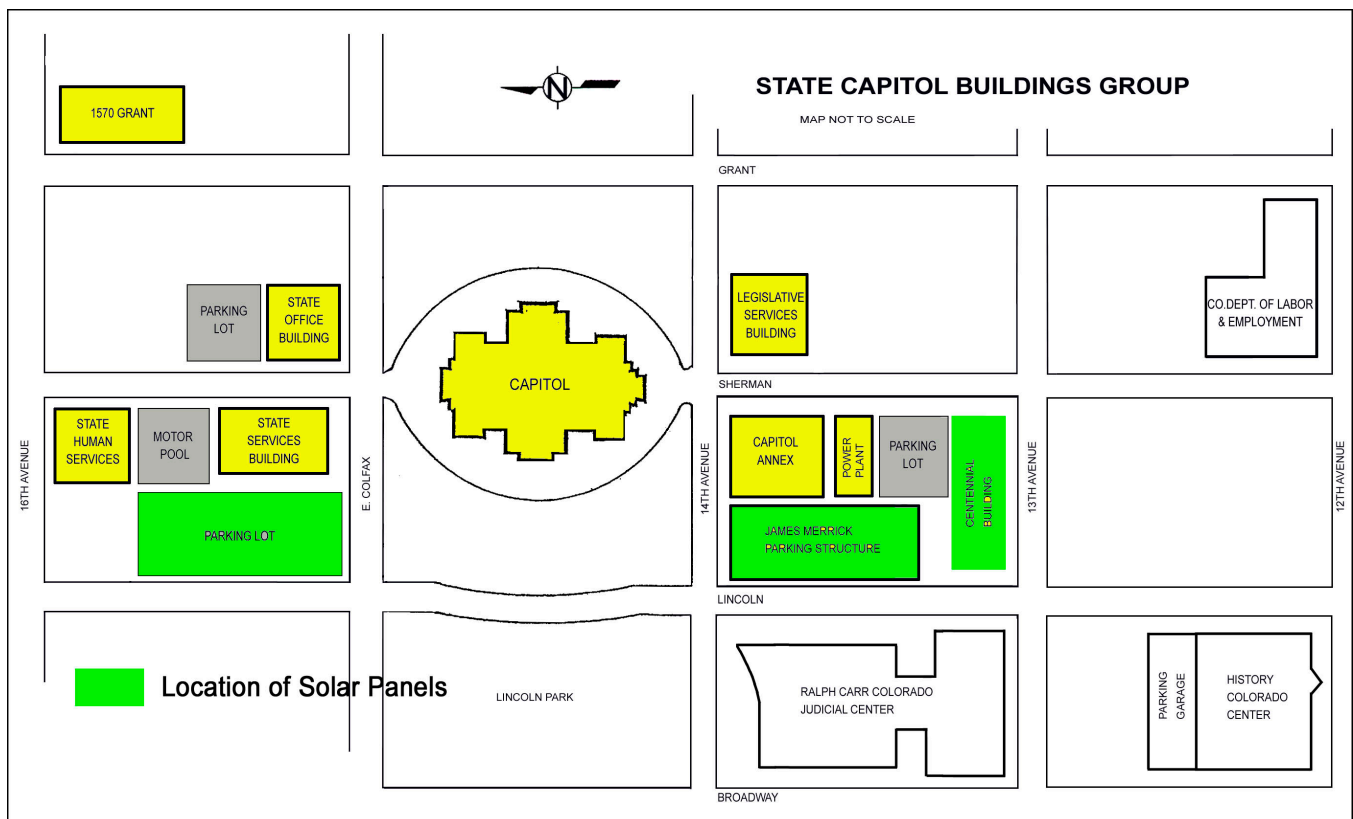 N
STATE CAPITOL BUILDINGS GROUP
MAP NOT TO SCALE
1570 GRANT
GRANT
PARKING
LOT
STATE
OFFICE
BUILDING
CAPITOL
LEGISLATIVE
SERVICES
BUILDING
CO.DEPT. OF LABOR
& EMPLOYMENT
SHERMAN
16TH AVENUE
STATE
HUMAN
SERVICES
MOTOR
POOL
STATE
SERVICES
BUILDING
PARKING LOT
E. COLFAX
14TH AVENUE
CAPITOL
ANNEX
POWER
PLANT
PARKING
LOT
CENTENNIAL
BUILDING
JAMES MERRICK
PARKING STRUCTURE
13TH AVENUE
12TH AVENUE
LINCOLN
Location of Solar Panels
LINCOLN PARK
RALPH CARR COLORADO
JUDICIAL CENTER
PARKING
GARAGE
HISTORY
COLORADO
CENTER
BROADWAY